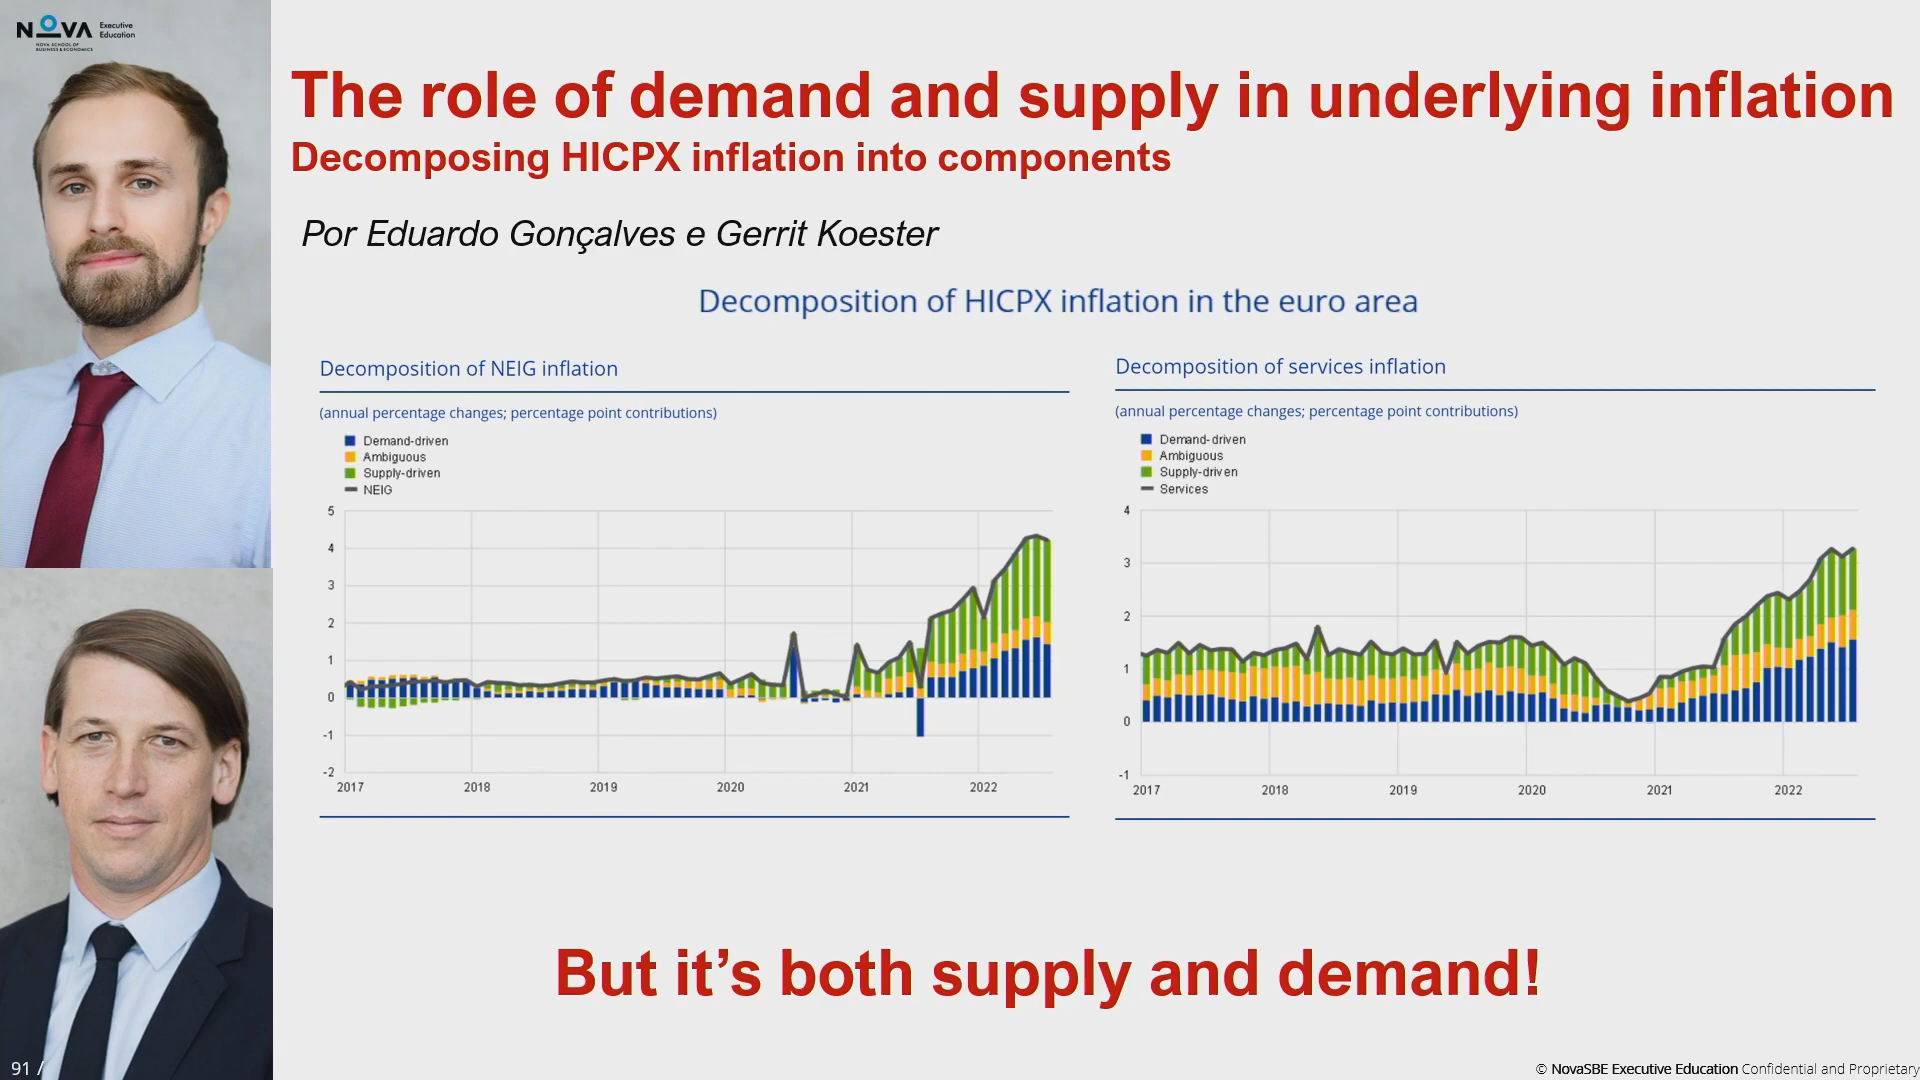 NOVA
Executive
Education
NOVA SCHOOL OF
BUSINESS & ECONOMICS
The role of demand and supply in underlying inflation
Decomposing HICPX inflation into components
Por Eduardo Gonçalves e Gerrit Koester
Decomposition of HICPX inflation in the euro area
Decomposition of NEIG inflation
(annual percentage changes; percentage point contributions)
Demand-driven
Ambiguous
Supply-driven
NEIG
5
4
3
2
1
0
-1
-2
2017 2018 2019 2020 2021 2022
Decomposition of services inflation
(annual percentage changes; percentage point contributions)
Demand-driven
Ambiguous
Supply-driven
Services
4
3
2
1
0
-1
2017 2018 2019 2020 2021 2022
But it’s both supply and demand!
91 /
© NovaSBE Executive Education Confidential and Proprietary